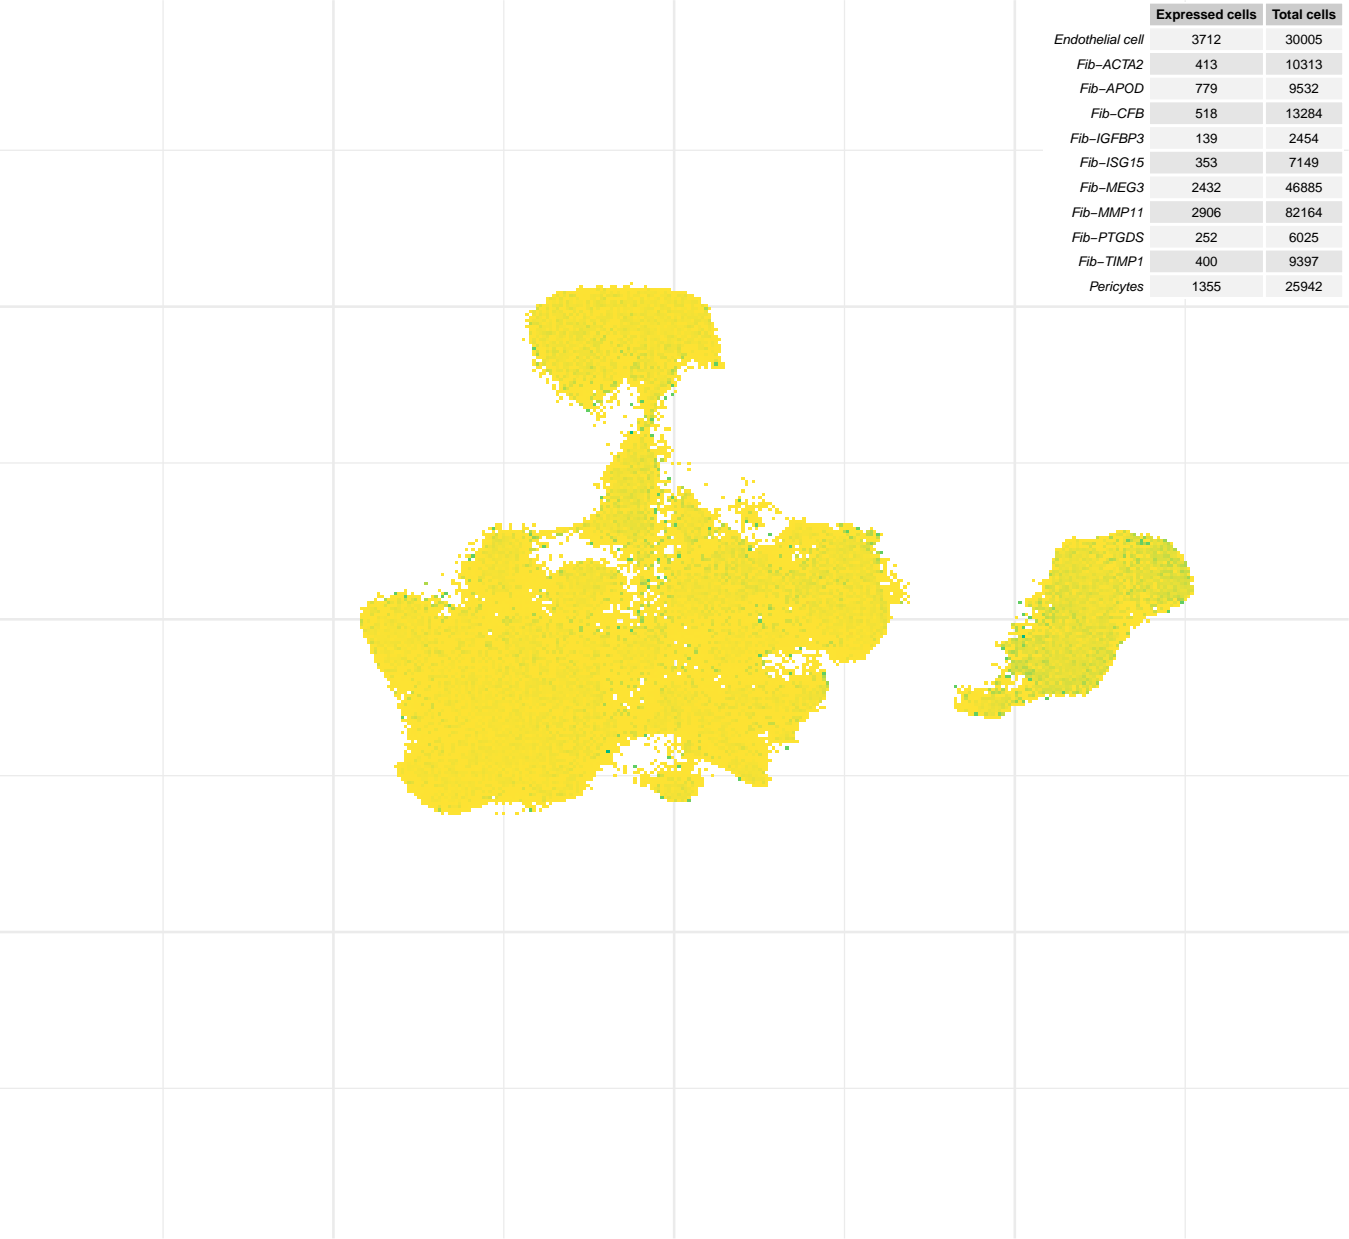 Expressed cells Total cells
Endothelial cell 3712 30005
Fib−ACTA2 413 10313
Fib−APOD 779 9532
Fib−CFB 518 13284
Fib−IGFBP3 139 2454
Fib−ISG15 353 7149
Fib−MEG3 2432 46885
Fib−MMP11 2906 82164
Fib−PTGDS 252 6025
Fib−TIMP1 400 9397
Pericytes 1355 25942